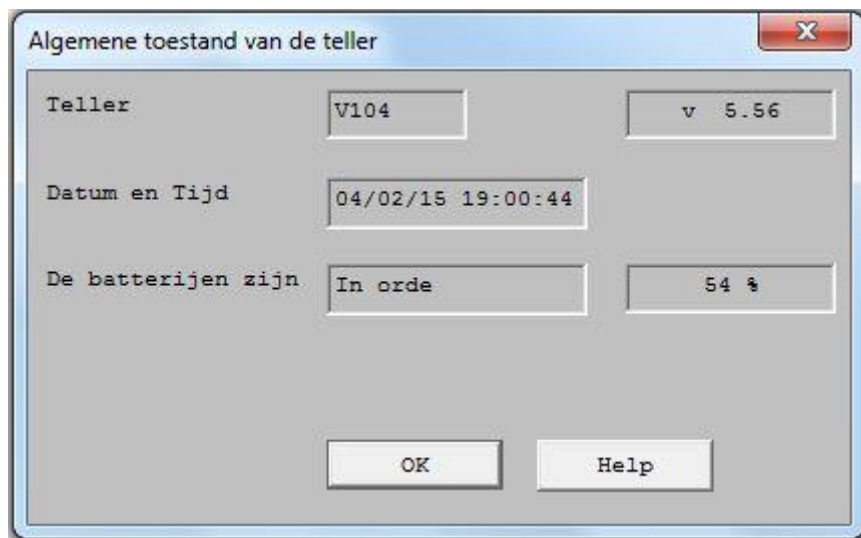 Algemene toestand van de teller
Teller V104 v 5.56
Datum en Tijd 04/02/15 19:00:44
De batterijen zijn In orde 54 %
OK Help